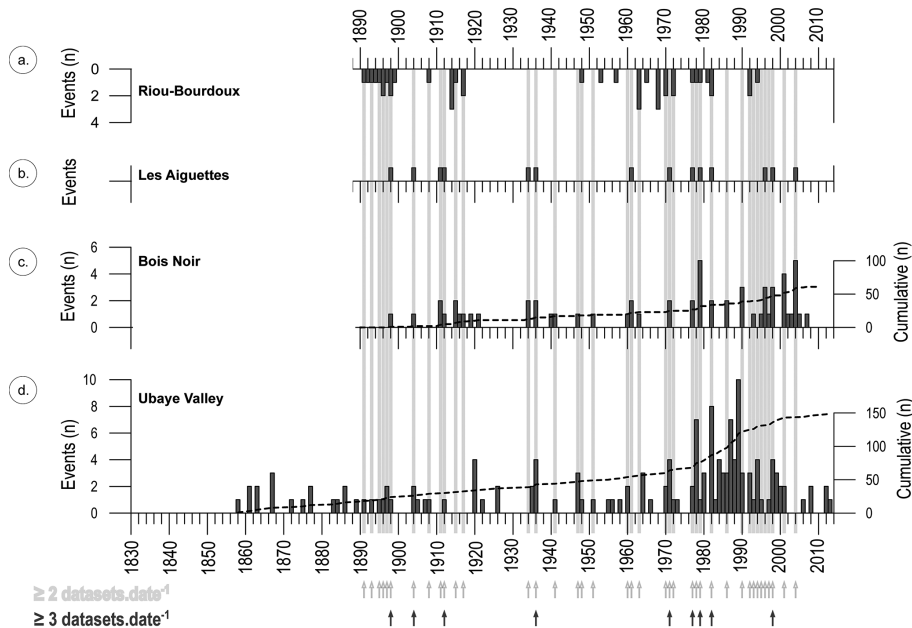 1890 1900 1910 1920 1930 1940 1950 1960 1970 1980 1990 2000 2010
a.
Events (n)
0
2
4
Riou-Bourdoux
b.
Events
Les Aiguettes
c.
Events (n)
6
4
2
0
Bois Noir
100
50
0
Cumulative (n)
d.
Events (n)
10
8
6
4
2
0
Ubaye Valley
150
100
50
0
Cumulative (n)
1830 1840 1850 1860 1870 1880 1890 1900 1910 1920 1930 1940 1950 1960 1970 1980 1990 2000 2010
≥ 2 datasets.date⁻¹
≥ 3 datasets.date⁻¹